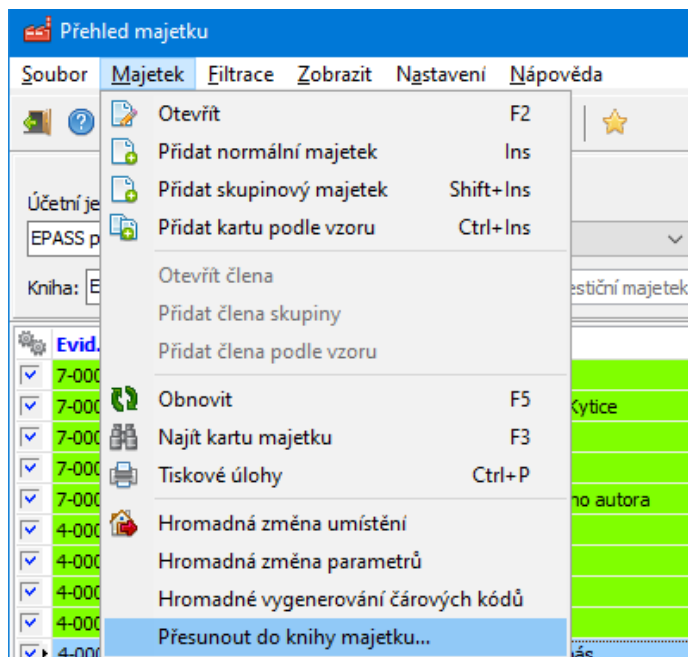 Přehled majetku
Soubor Majetek Filtrace Zobrazit Nastavení Nápověda
Otevřít F2
Přidat normální majetek Ins
Přidat skupinový majetek Shift+Ins
Účetní je
Přidat kartu podle vzoru Ctrl+Ins
EPASS p
Otevřít člena
Kniha: E estiční majetek
Přidat člena skupiny
Evid.
Přidat člena podle vzoru
7-000
Obnovit F5
7-000 Kytice
Najít kartu majetku F3
7-000
Tiskové úlohy Ctrl+P
7-000
7-000 ho autora
Hromadná změna umístění
4-000
Hromadná změna parametrů
4-000
Hromadné vygenerování čárových kódů
4-000
4-000
Přesunout do knihy majetku...
4-000 nás